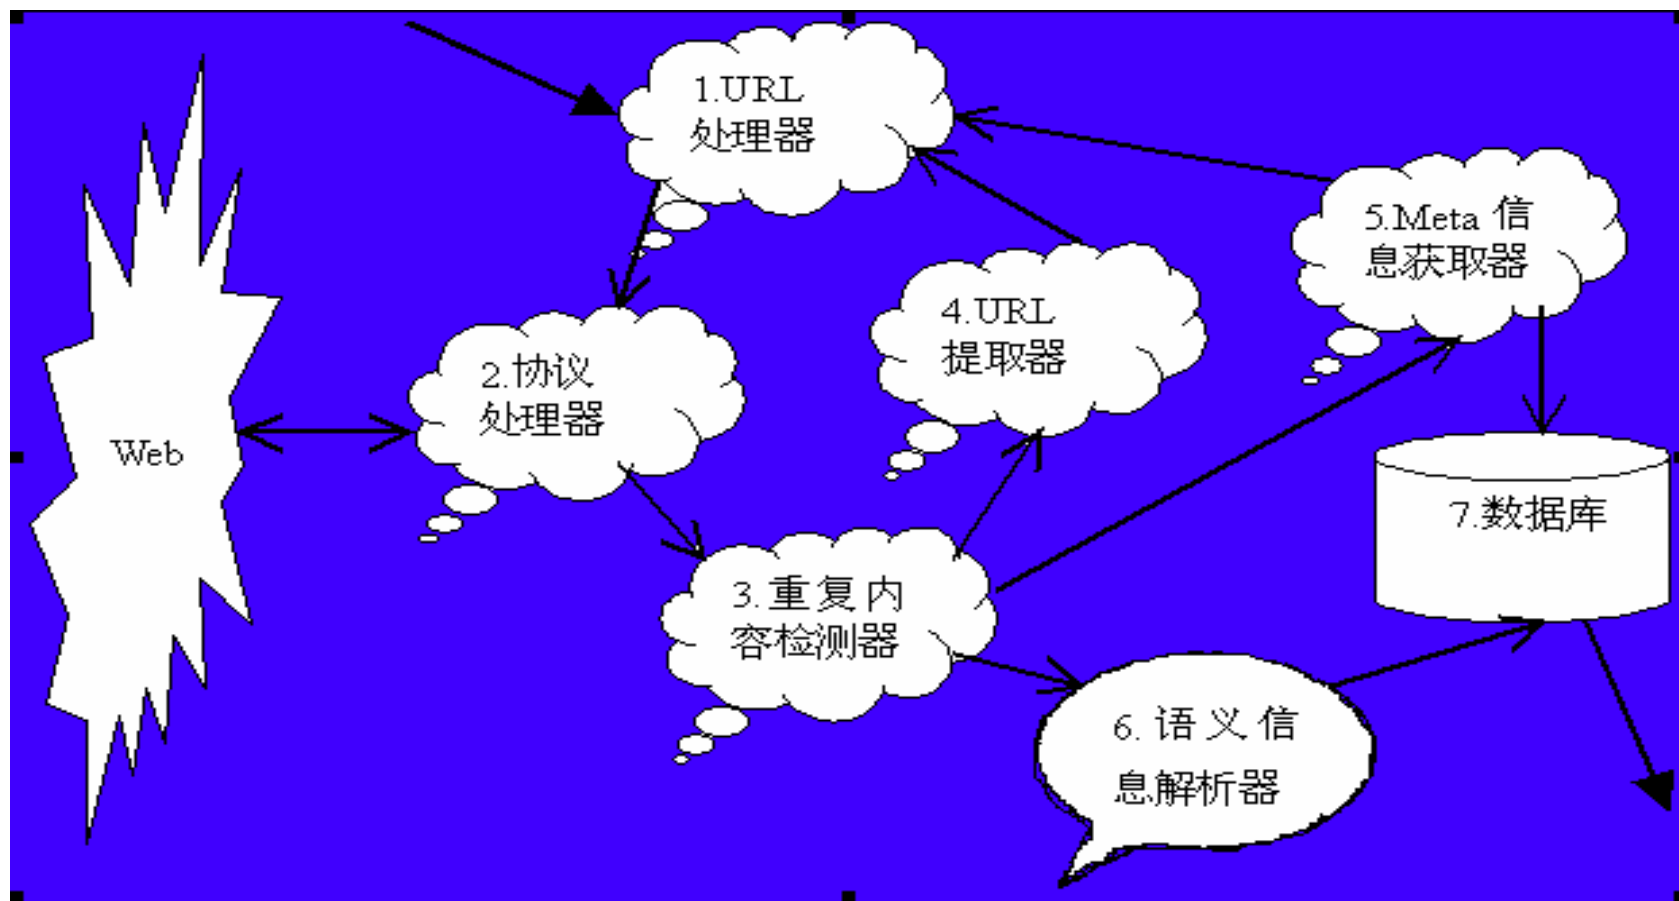 1.URL
处理器
5.Meta 信
息获取器
4.URL
提取器
2.协议
处理器
Web
7.数据库
3.重复内
容检测器
6.语义信
息解析器